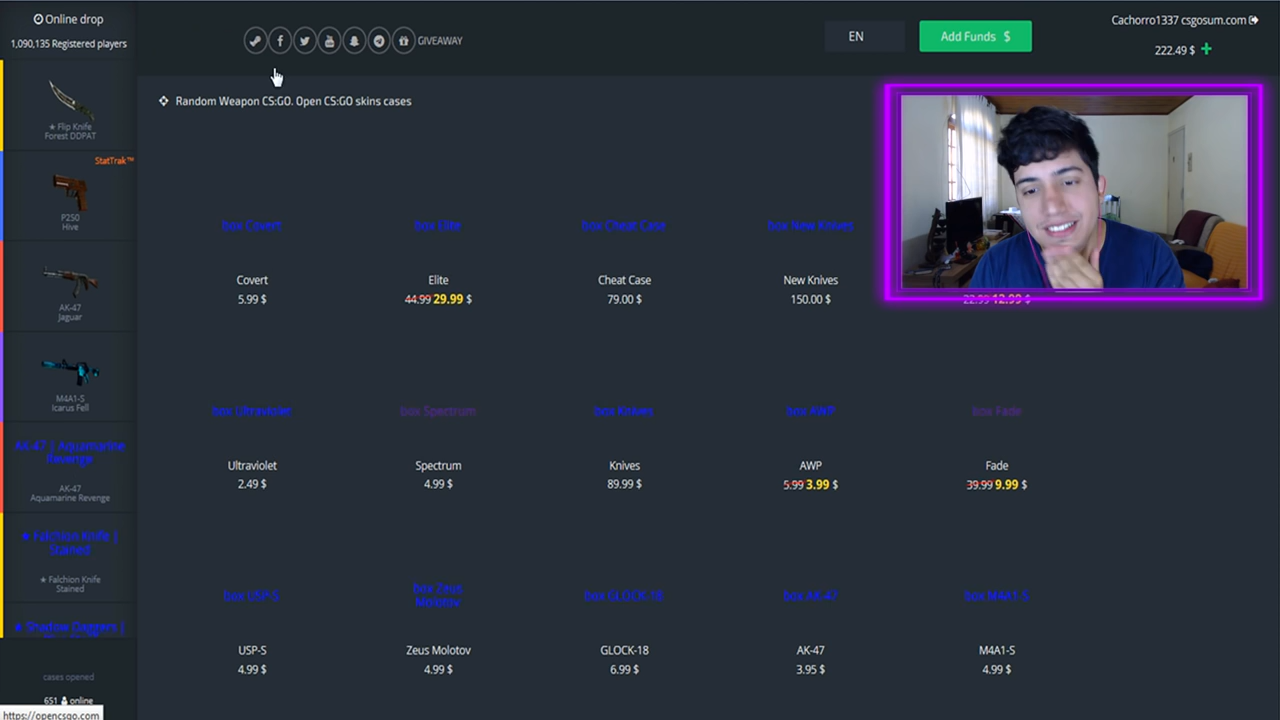 Online drop
1,090,135 Registered players
GIVEAWAY
EN
Add Funds $
Cachorro1337 csgosum.com
222.49 $ +
Random Weapon CS:GO. Open CS:GO skins cases
★ Flip Knife
Forest DDPAT
StatTrak™
P250
Hive
AK-47
Jaguar
M4A1-S
Icarus Fell
AK-47 | Aquamarine
Revenge
AK-47
Aquamarine Revenge
★ Falchion Knife |
Stained
★ Falchion Knife
Stained
★ Shadow Daggers |
cases opened
651 online
https://opencsgo.com
box Covert
box Elite
box Cheat Case
box New Knives
Covert
Elite
Cheat Case
New Knives
5.99 $
44.99 29.99 $
79.00 $
150.00 $
22.99 12.99 $
box Ultraviolet
box Spectrum
box Knives
box AWP
box Fade
Ultraviolet
Spectrum
Knives
AWP
Fade
2.49 $
4.99 $
89.99 $
5.99 3.99 $
39.99 9.99 $
box USP-S
box Zeus
Molotov
box GLOCK-18
box AK-47
box M4A1-S
USP-S
Zeus Molotov
GLOCK-18
AK-47
M4A1-S
4.99 $
4.99 $
6.99 $
3.95 $
4.99 $